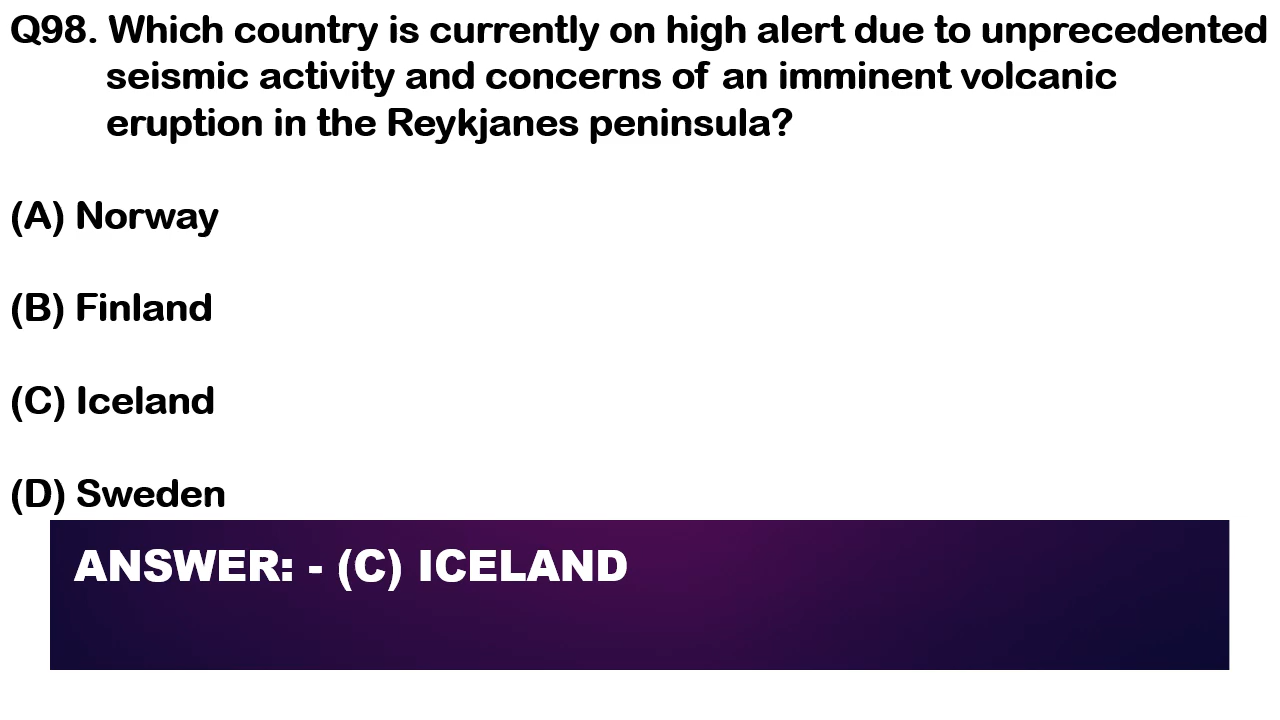 Q98. Which country is currently on high alert due to unprecedented
seismic activity and concerns of an imminent volcanic
eruption in the Reykjanes peninsula?
(A) Norway
(B) Finland
(C) Iceland
(D) Sweden
ANSWER: - (C) ICELAND